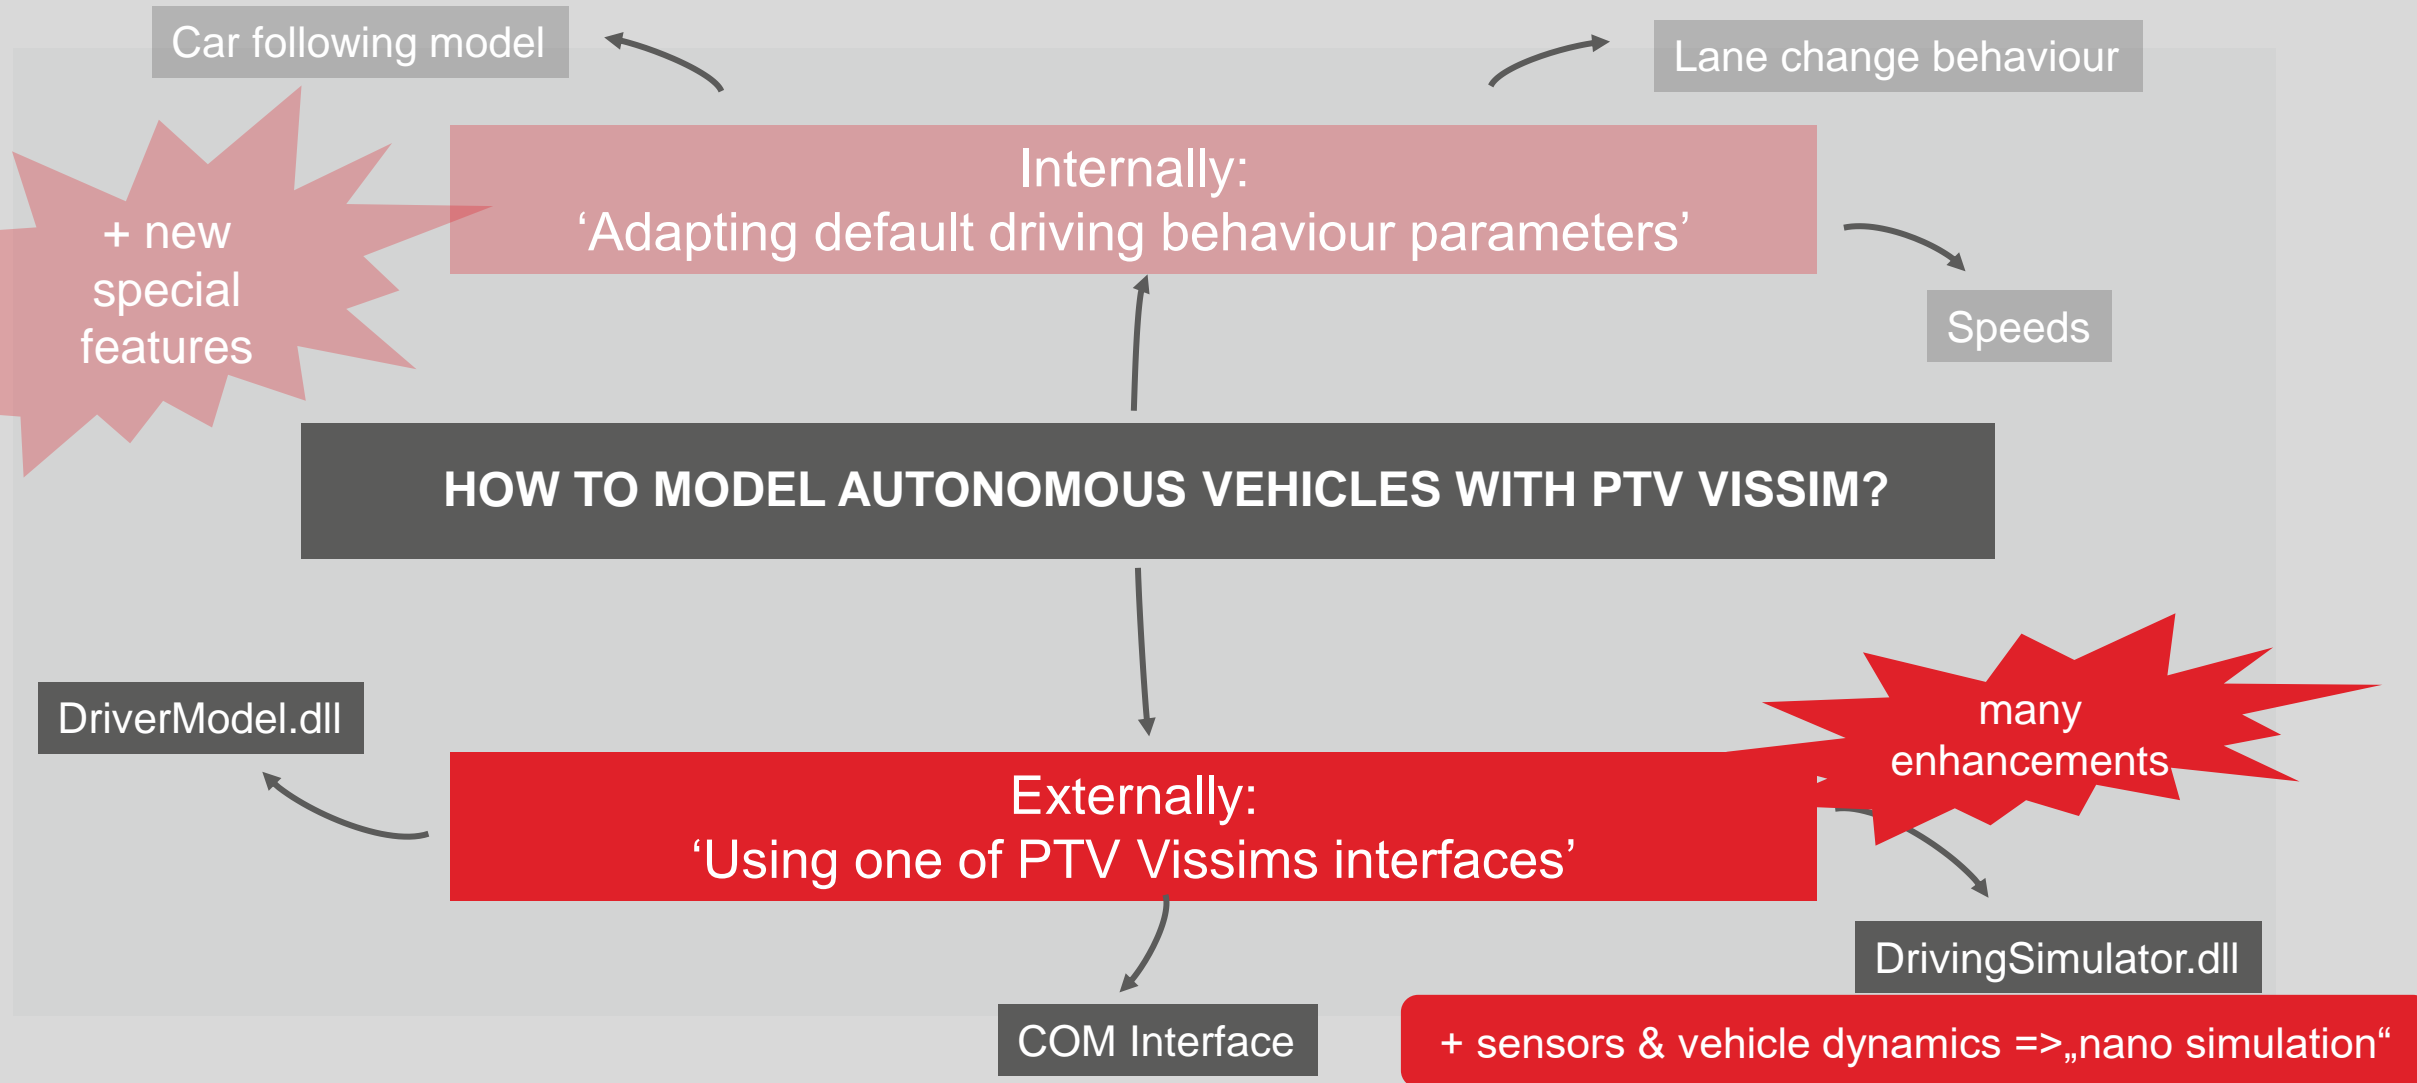 Car following model
Lane change behaviour
Internally:
‘Adapting default driving behaviour parameters’
+ new
special
features
Speeds
HOW TO MODEL AUTONOMOUS VEHICLES WITH PTV VISSIM?
DriverModel.dll
many
enhancements
Externally:
‘Using one of PTV Vissims interfaces’
DrivingSimulator.dll
COM Interface
+ sensors & vehicle dynamics =>„nano simulation“